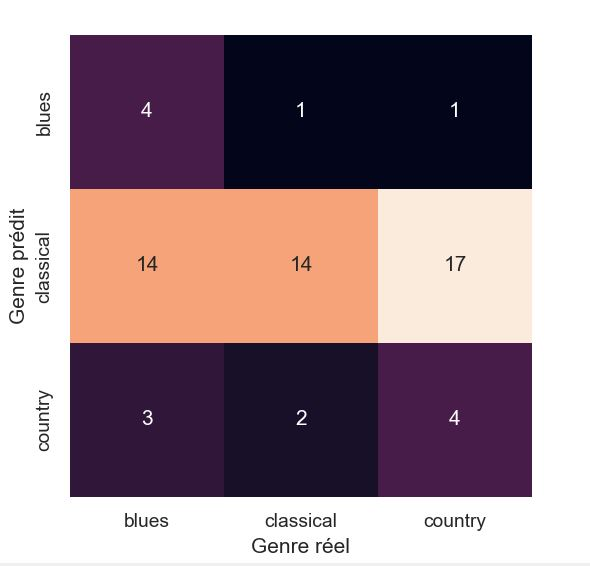 Genre prédit
blues
4 1 1
classical
14 14 17
country
3 2 4
blues classical country
Genre réel